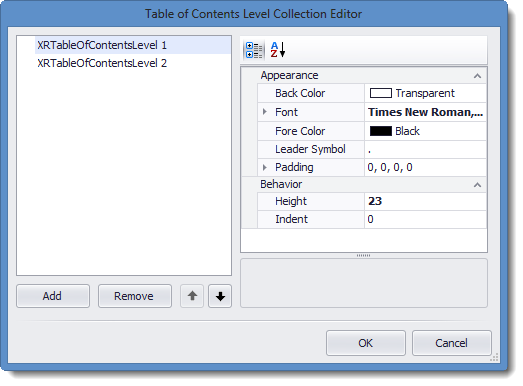 Table of Contents Level Collection Editor
XRTableOfContentsLevel 1
XRTableOfContentsLevel 2
A
Z
Appearance
Back Color Transparent
Font Times New Roman,...
Fore Color Black
Leader Symbol .
Padding 0, 0, 0, 0
Behavior
Height 23
Indent 0
Add Remove
OK Cancel